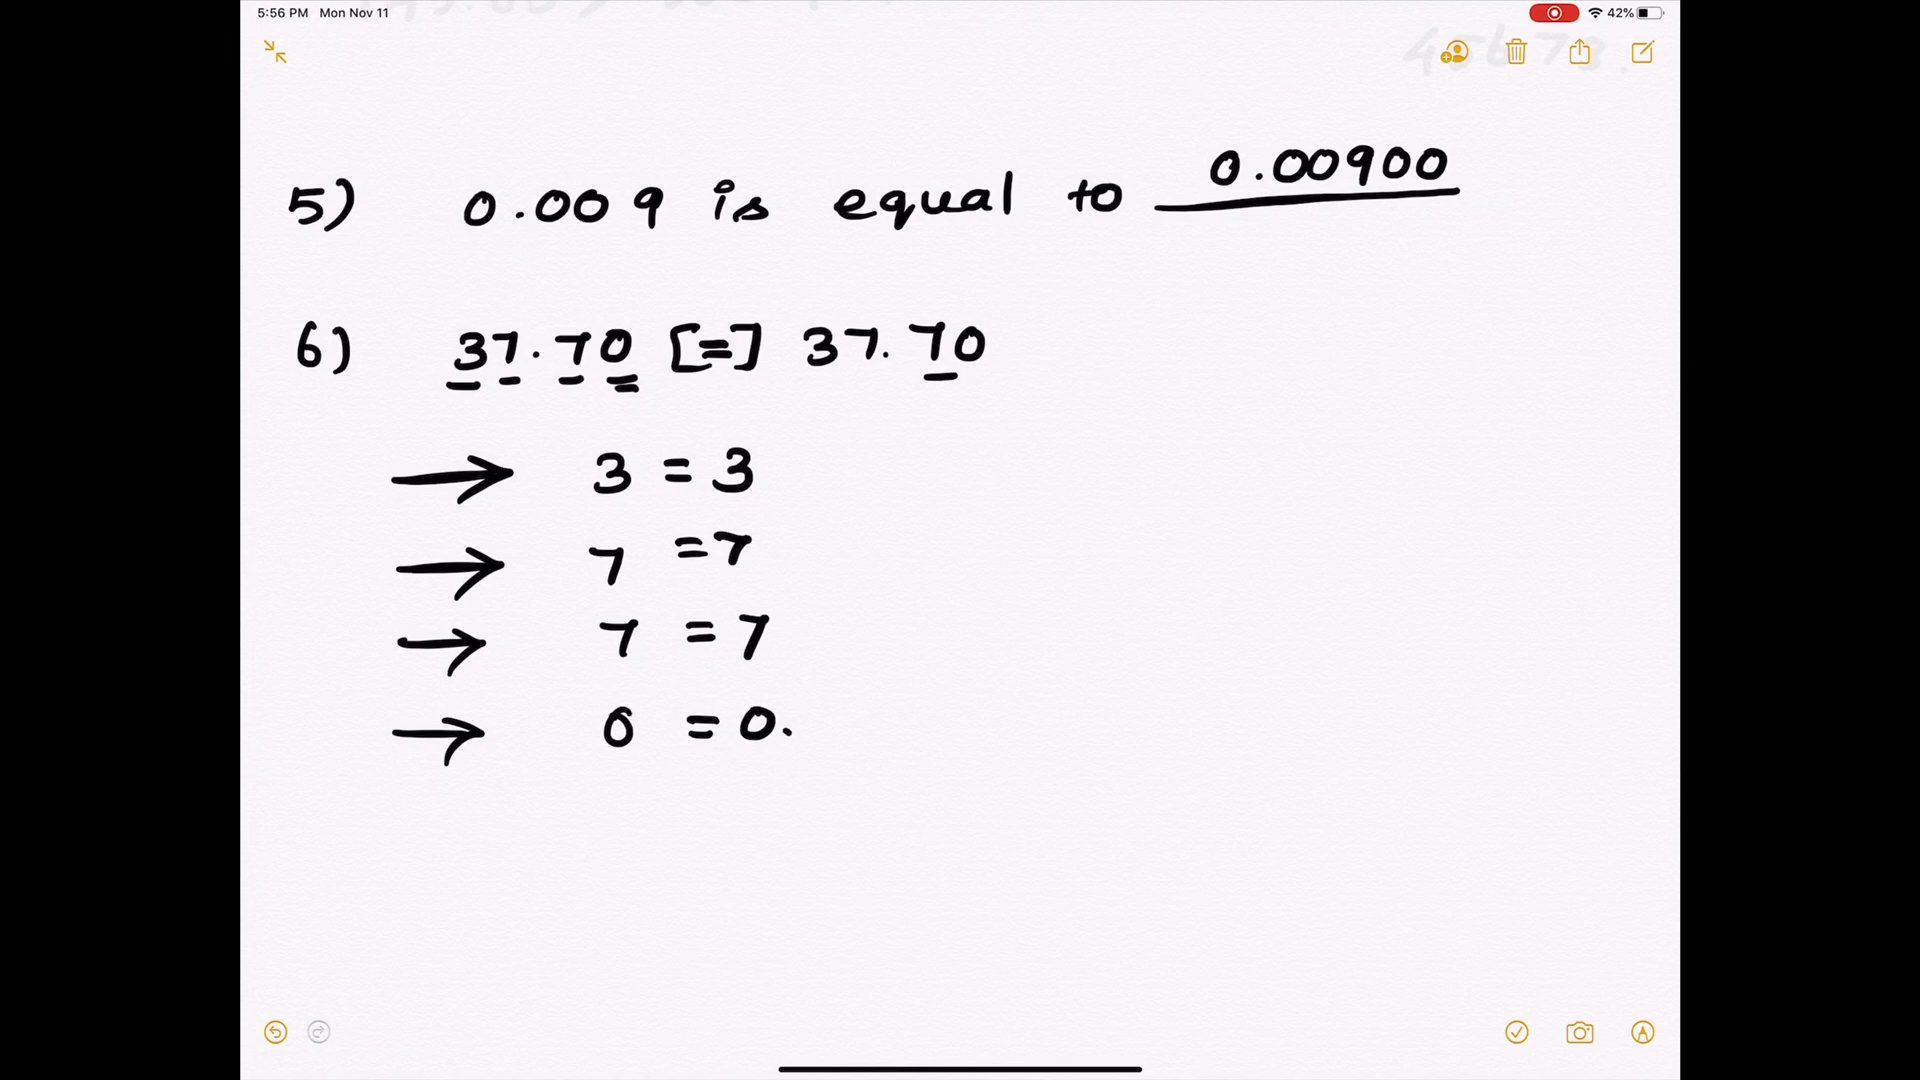 5:56 PM Mon Nov 11
42%
5) 0.009 is equal to 0.00900
6) 37.70 [=] 37.70
→ 3 = 3
→ 7 = 7
→ 7 = 7
→ 0 = 0.